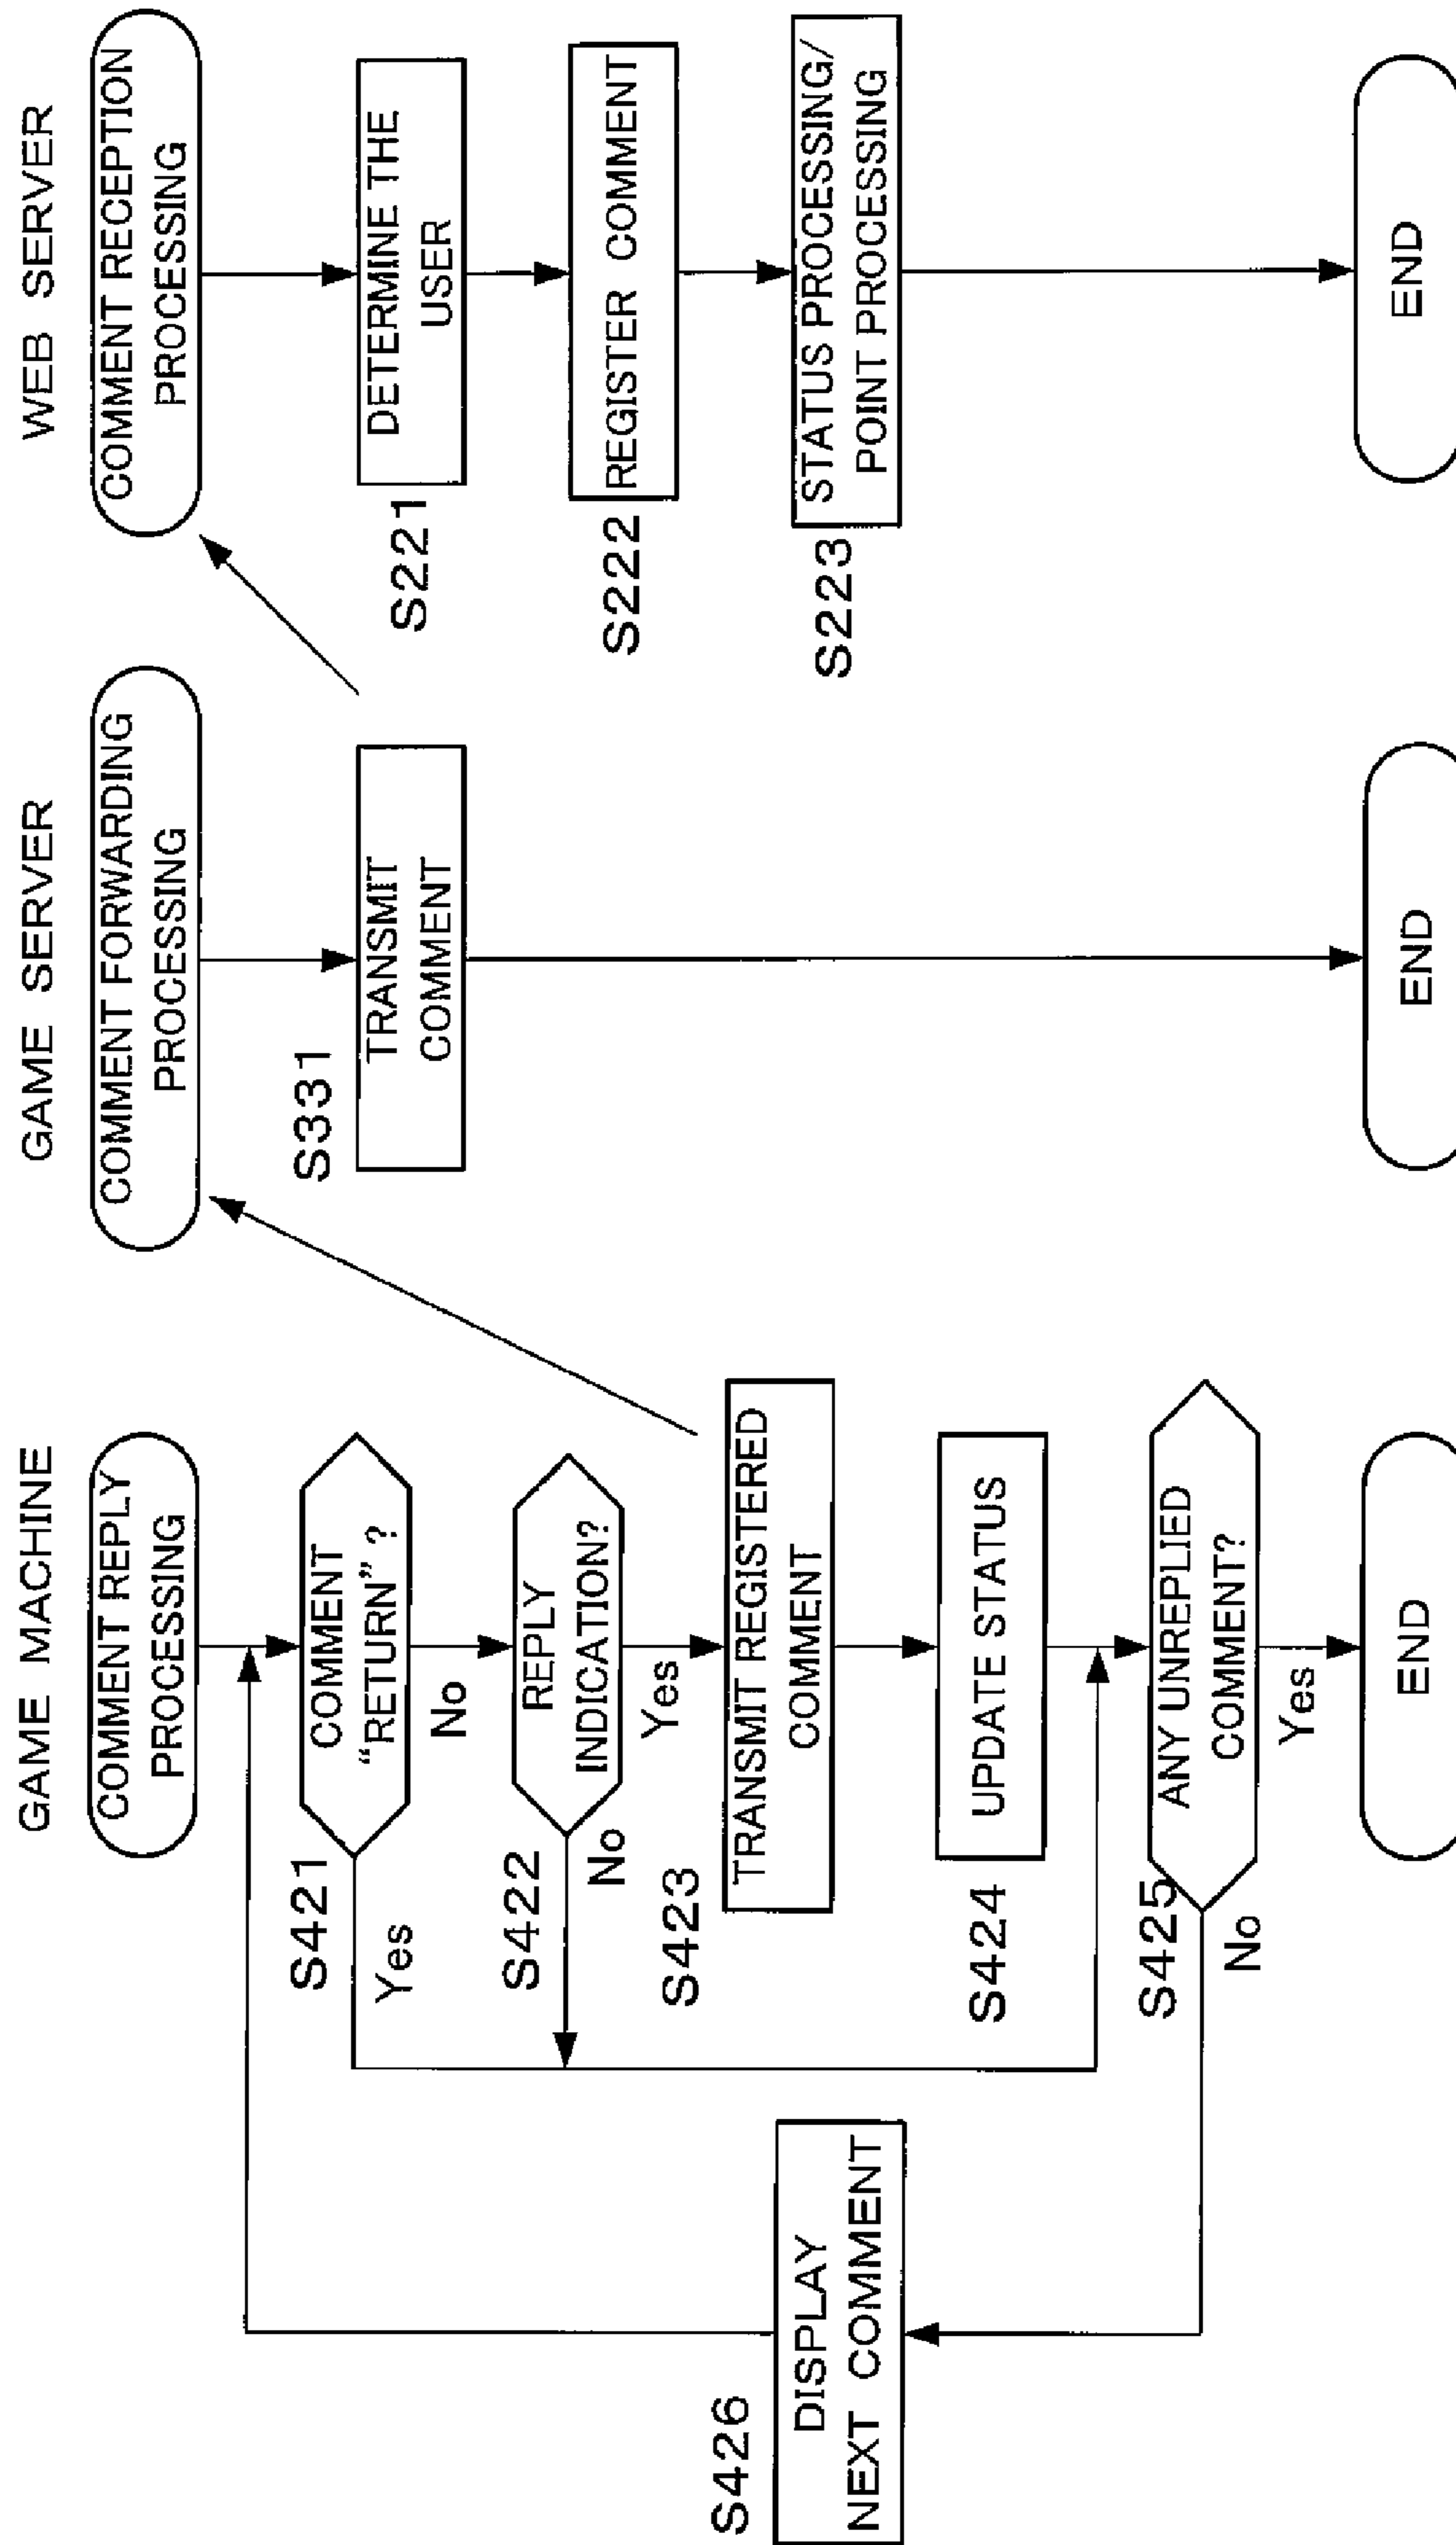 GAME MACHINE
COMMENT REPLY
PROCESSING
S421
COMMENT
“RETURN” ?
Yes
No
S422
REPLY
INDICATION?
No
Yes
S423
TRANSMIT REGISTERED
COMMENT
S424
UPDATE STATUS
S425
ANY UNREPLIED
COMMENT?
No
Yes
S426
DISPLAY
NEXT COMMENT
END
GAME SERVER
COMMENT FORWARDING
PROCESSING
S331
TRANSMIT
COMMENT
END
WEB SERVER
COMMENT RECEPTION
PROCESSING
S221
DETERMINE THE
USER
S222
REGISTER COMMENT
S223
STATUS PROCESSING/
POINT PROCESSING
END